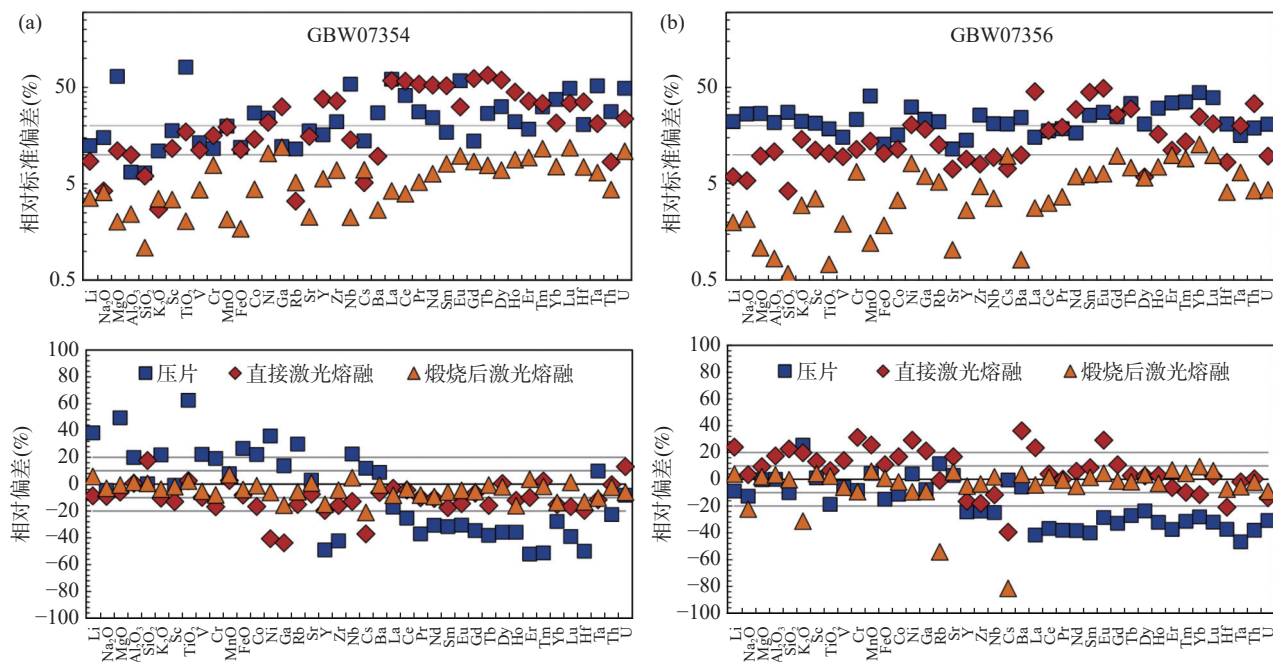 (a)
GBW07354
相对标准偏差(%)
50
5
0.5
Li Na₂O MgO Al₂O₃ SiO₂ K₂O Sc TiO₂ V Cr MnO FeO Co Ni Ga Rb Sr Y Zr Nb Cs Ba La Ce Pr Nd Sm Eu Gd Tb Dy Ho Er Tm Yb Lu Hf Ta Th U
(b)
GBW07356
相对标准偏差(%)
50
5
0.5
Li Na₂O MgO Al₂O₃ SiO₂ K₂O Sc TiO₂ V Cr MnO FeO Co Ni Ga Rb Sr Y Zr Nb Cs Ba La Ce Pr Nd Sm Eu Gd Tb Dy Ho Er Tm Yb Lu Hf Ta Th U
相对偏差(%)
100
80
60
40
20
0
−20
−40
−60
−80
−100
压片 直接激光熔融 煅烧后激光熔融
Li Na₂O MgO Al₂O₃ SiO₂ K₂O Sc TiO₂ V Cr MnO FeO Co Ni Ga Rb Sr Y Zr Nb Cs Ba La Ce Pr Nd Sm Eu Gd Tb Dy Ho Er Tm Yb Lu Hf Ta Th U
相对偏差(%)
100
80
60
40
20
0
−20
−40
−60
−80
−100
压片 直接激光熔融 煅烧后激光熔融
Li Na₂O MgO Al₂O₃ SiO₂ K₂O Sc TiO₂ V Cr MnO FeO Co Ni Ga Rb Sr Y Zr Nb Cs Ba La Ce Pr Nd Sm Eu Gd Tb Dy Ho Er Tm Yb Lu Hf Ta Th U